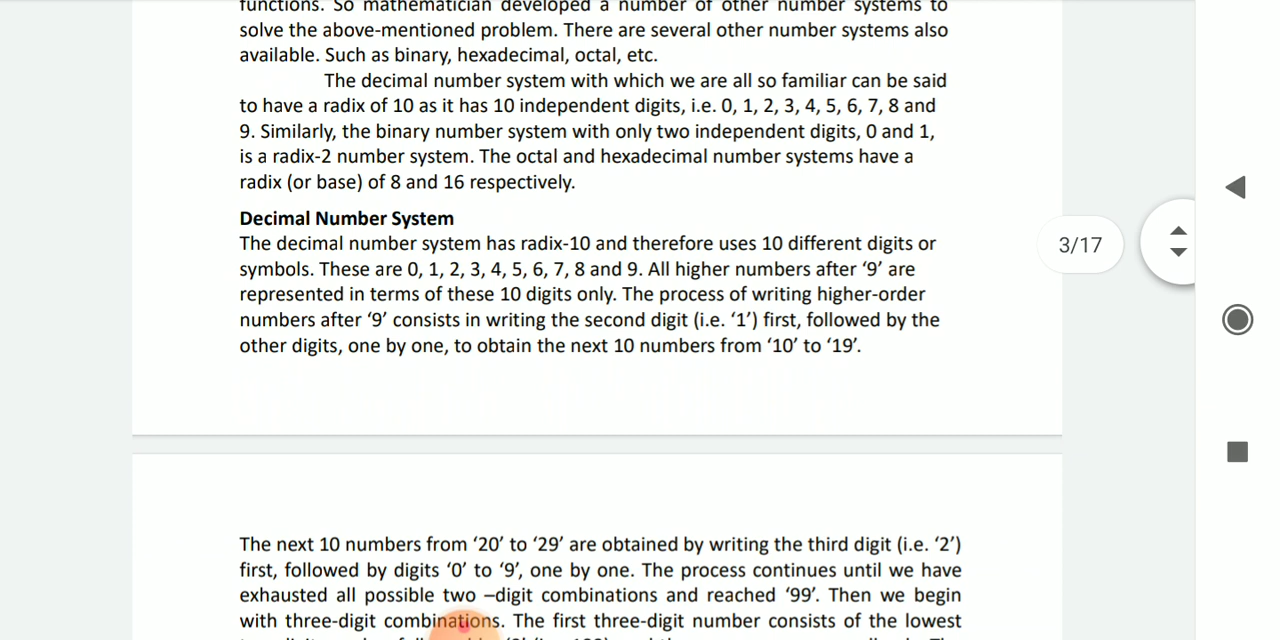 functions. So mathematician developed a number of other number systems to
solve the above-mentioned problem. There are several other number systems also
available. Such as binary, hexadecimal, octal, etc.
The decimal number system with which we are all so familiar can be said
to have a radix of 10 as it has 10 independent digits, i.e. 0, 1, 2, 3, 4, 5, 6, 7, 8 and
9. Similarly, the binary number system with only two independent digits, 0 and 1,
is a radix-2 number system. The octal and hexadecimal number systems have a
radix (or base) of 8 and 16 respectively.
Decimal Number System
The decimal number system has radix-10 and therefore uses 10 different digits or
symbols. These are 0, 1, 2, 3, 4, 5, 6, 7, 8 and 9. All higher numbers after ‘9’ are
represented in terms of these 10 digits only. The process of writing higher-order
numbers after ‘9’ consists in writing the second digit (i.e. ‘1’) first, followed by the
other digits, one by one, to obtain the next 10 numbers from ‘10’ to ‘19’.
3/17
The next 10 numbers from ‘20’ to ‘29’ are obtained by writing the third digit (i.e. ‘2’)
first, followed by digits ‘0’ to ‘9’, one by one. The process continues until we have
exhausted all possible two –digit combinations and reached ‘99’. Then we begin
with three-digit combinations. The first three-digit number consists of the lowest